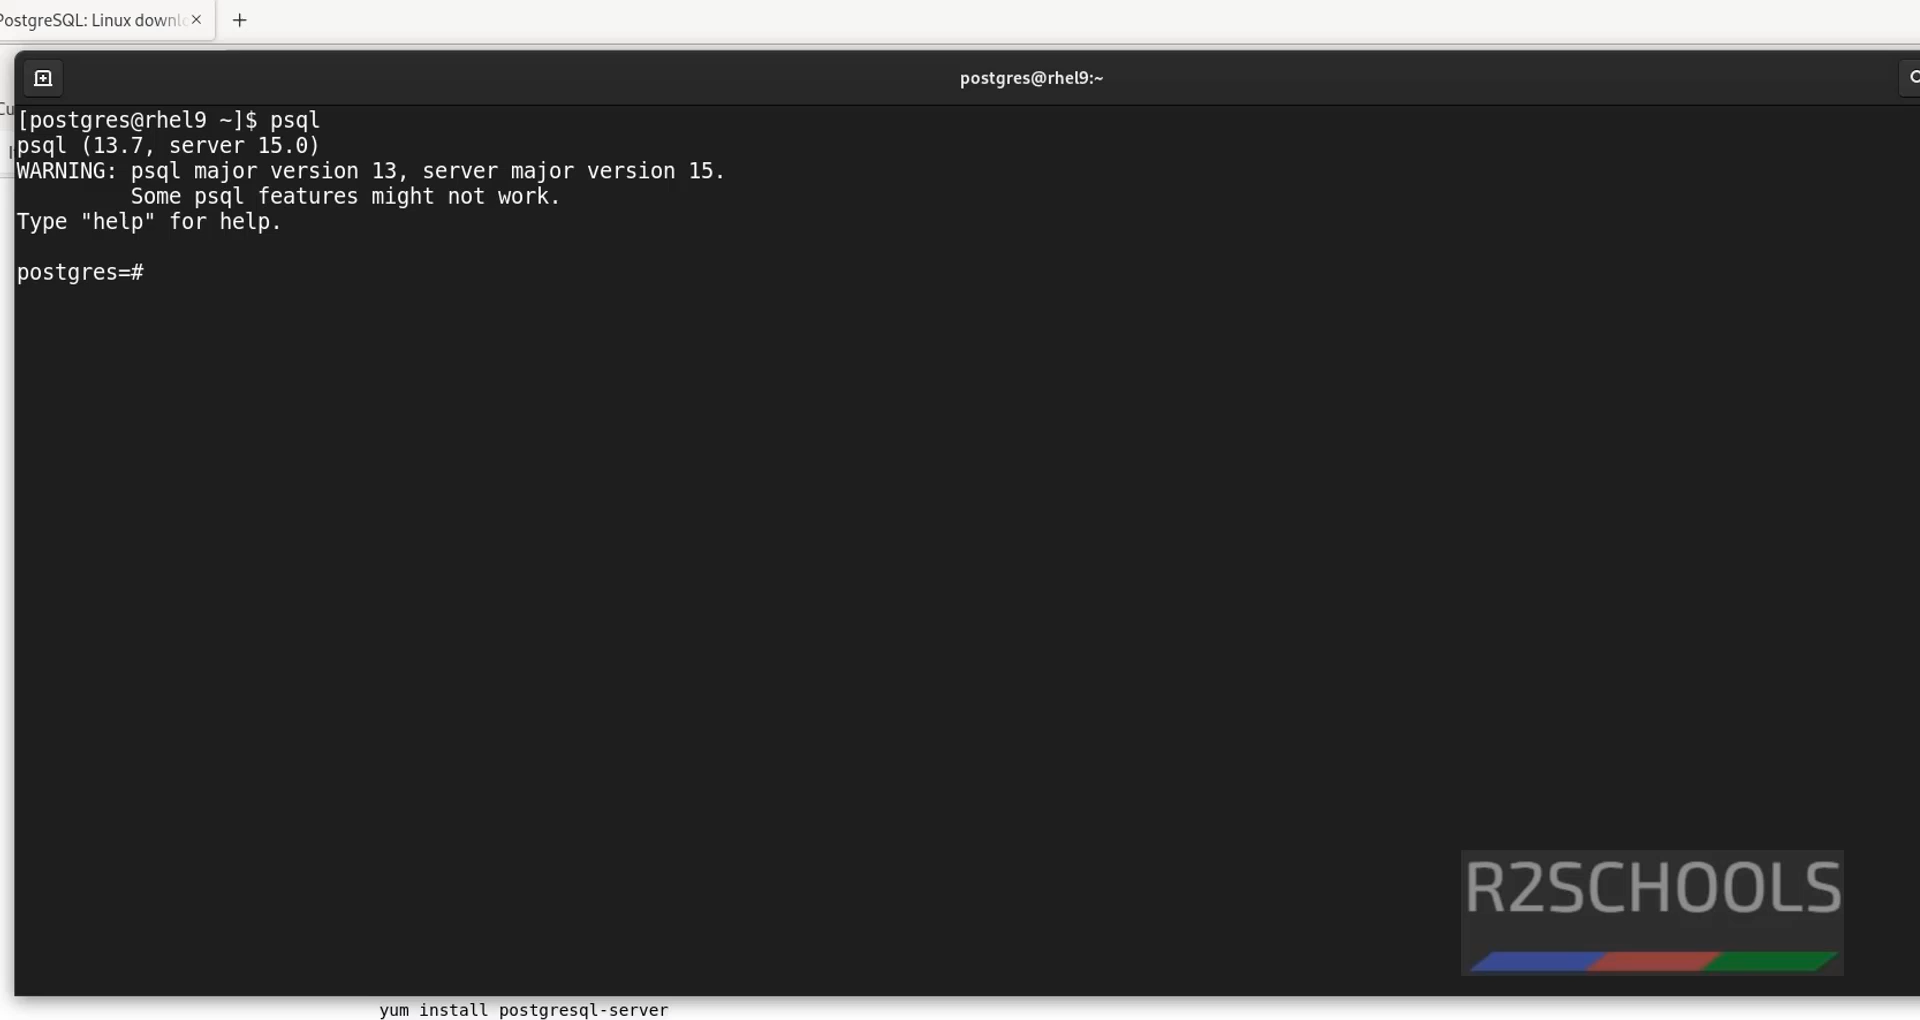 PostgreSQL: Linux downl
postgres@rhel9:~
Cu
[postgres@rhel9 ~]$ psql
psql (13.7, server 15.0)
WARNING: psql major version 13, server major version 15.
Some psql features might not work.
Type "help" for help.
postgres=#
R2SCHOOLS
yum install postgresql-server